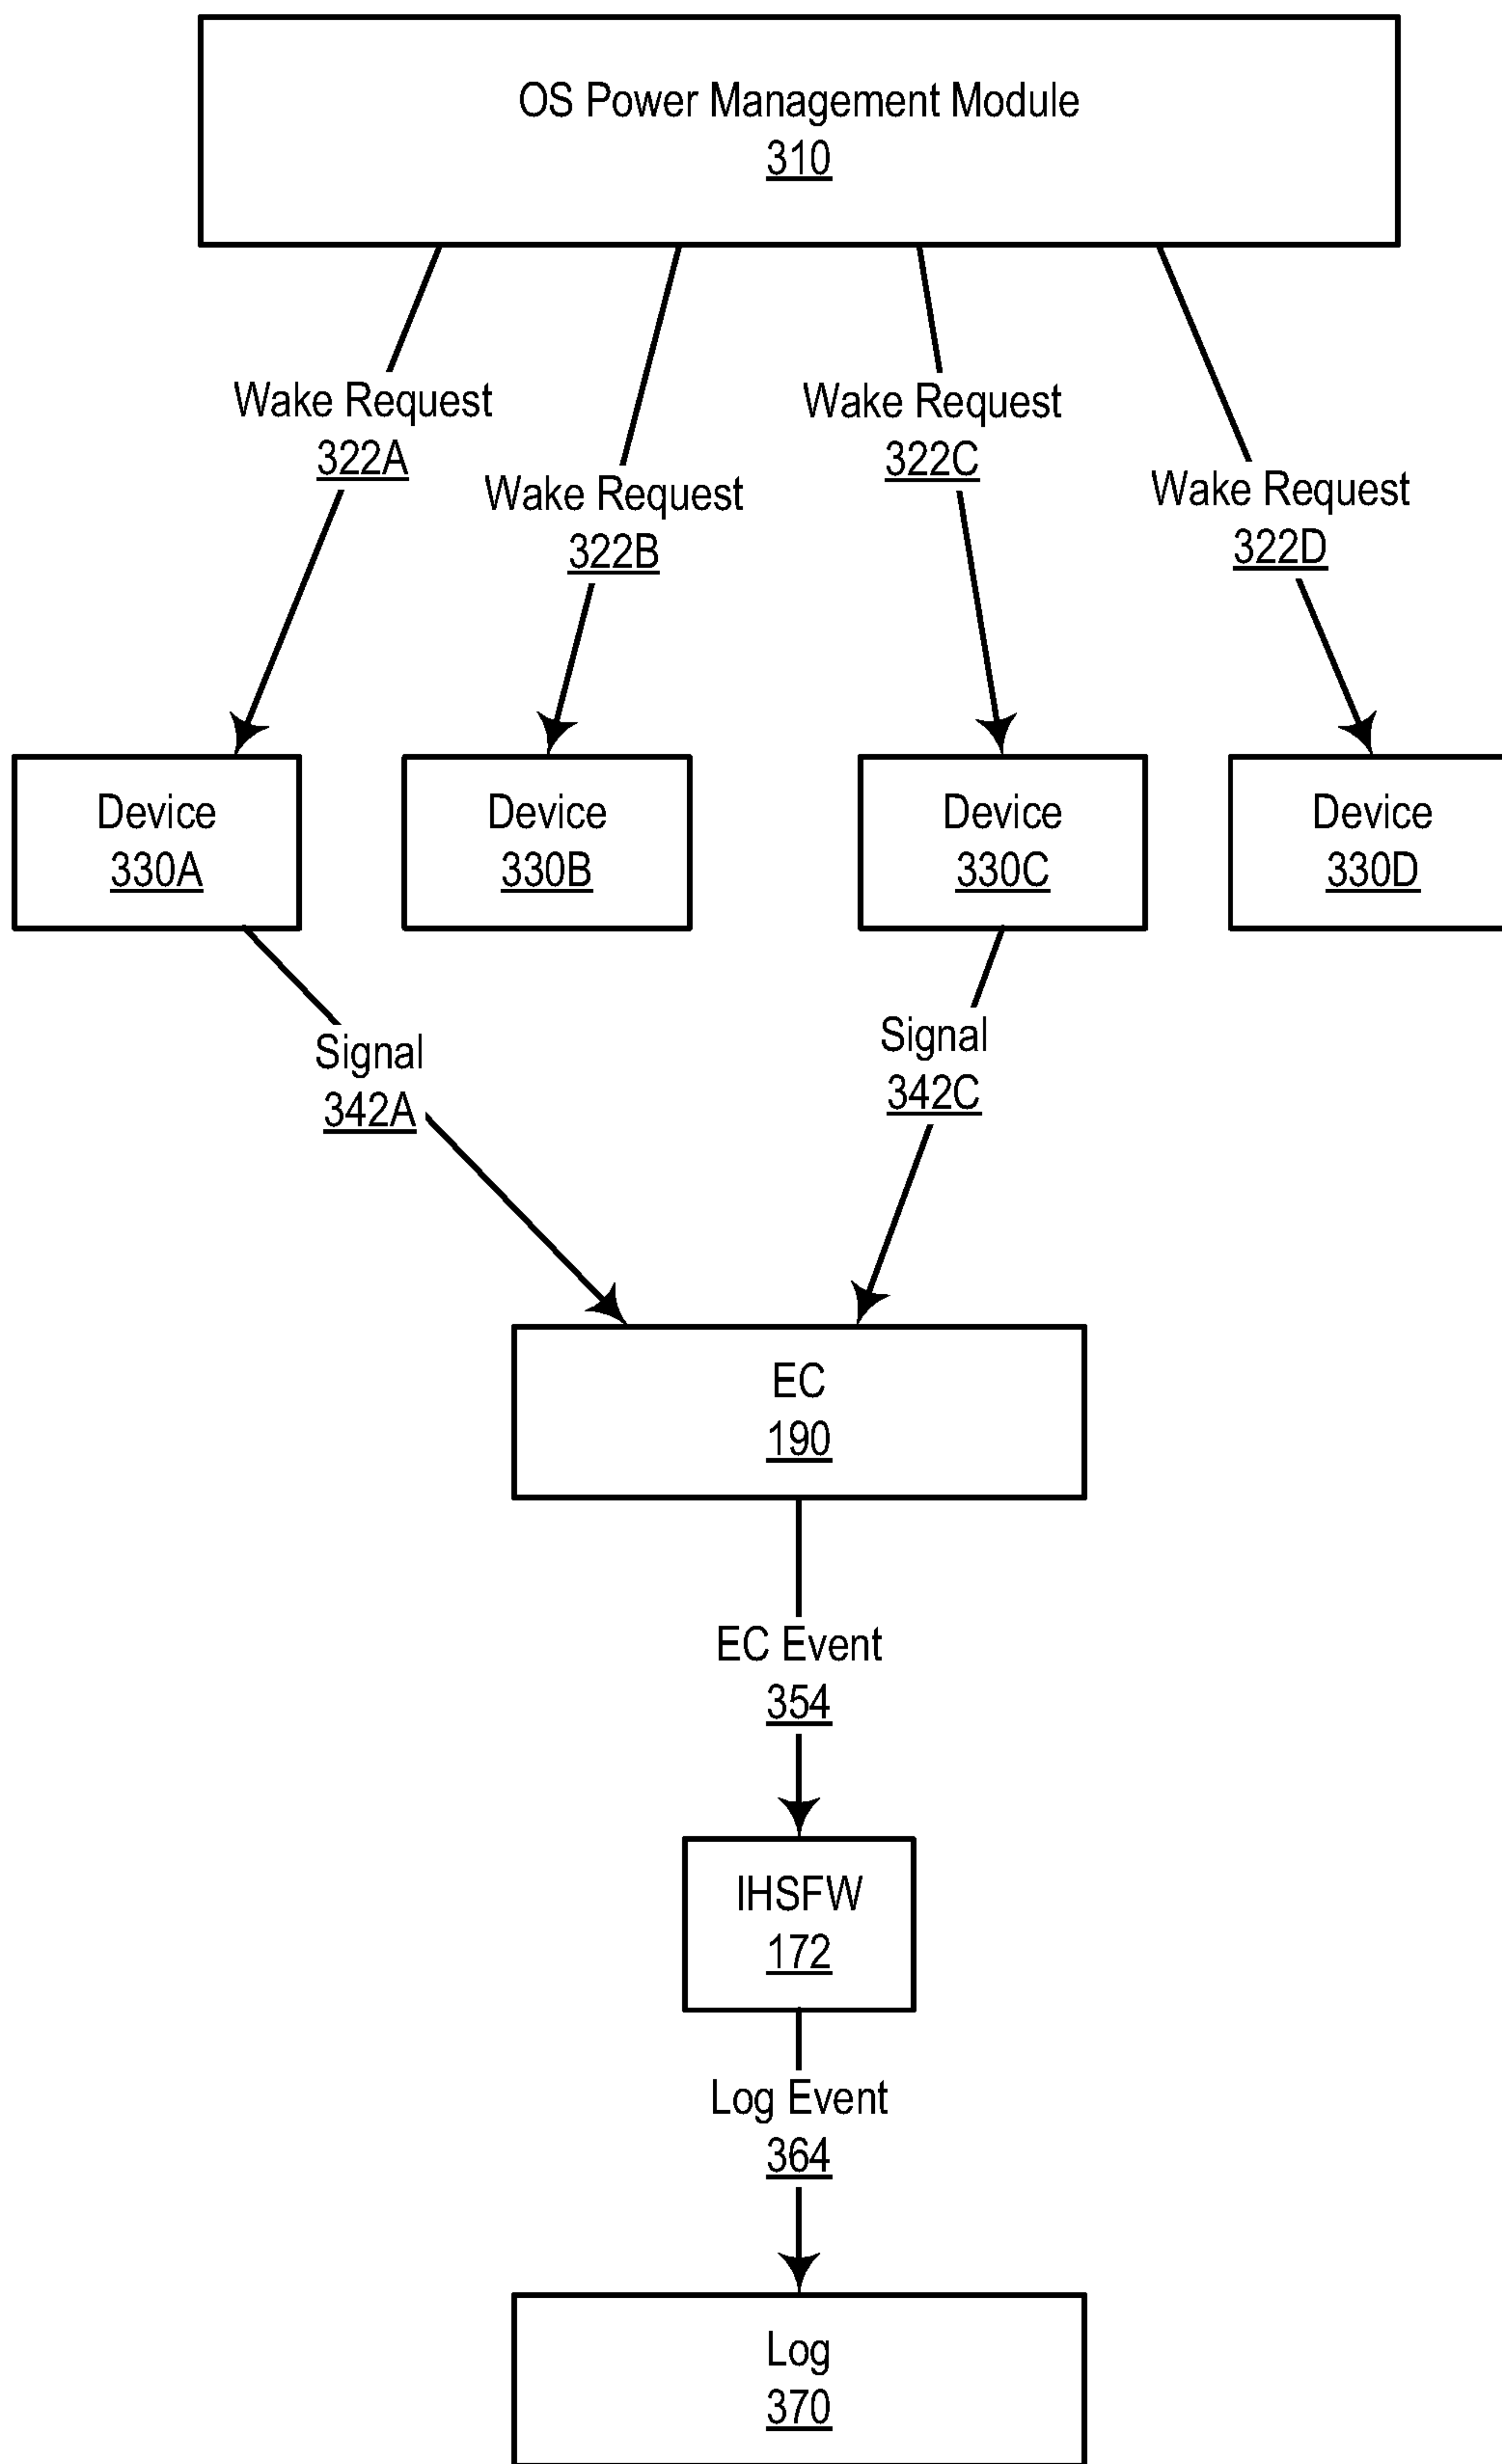 OS Power Management Module
310
Wake Request
322A
Wake Request
322B
Wake Request
322C
Wake Request
322D
Device
330A
Device
330B
Device
330C
Device
330D
Signal
342A
Signal
342C
EC
190
EC Event
354
IHSFW
172
Log Event
364
Log
370